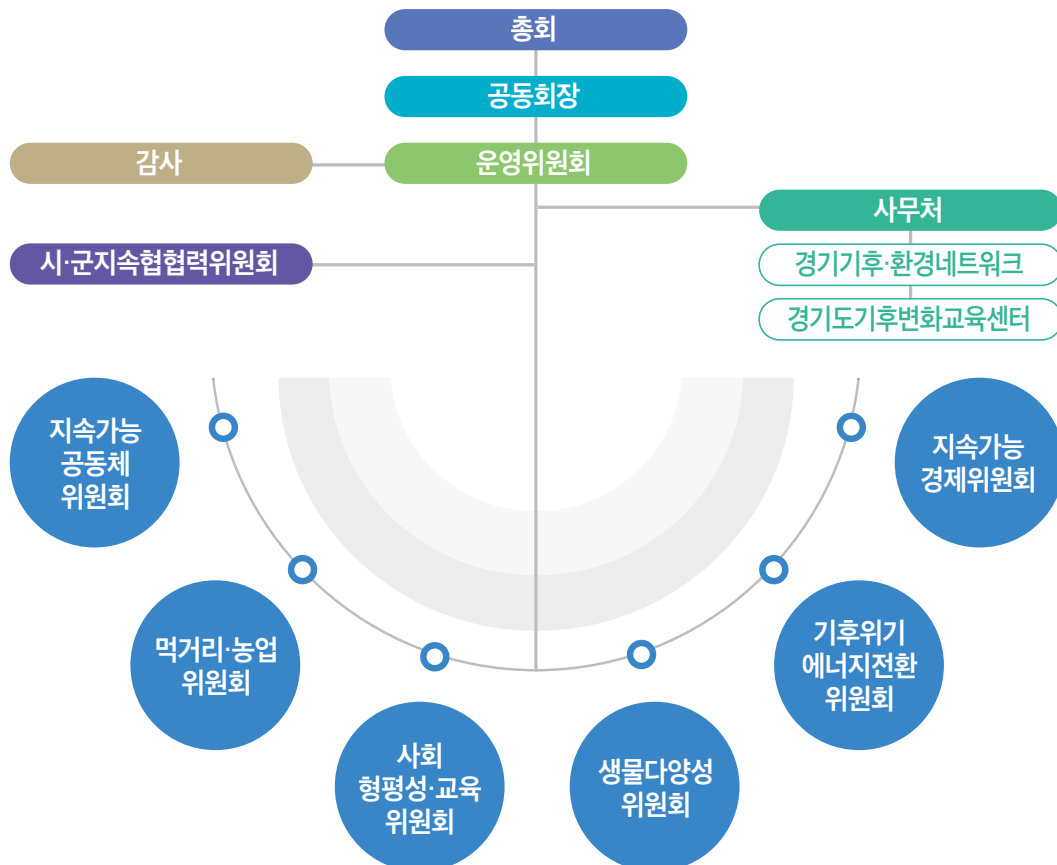 총회
공동회장
감사
운영위원회
사무처
시·군지속협협력위원회
경기기후·환경네트워크
경기도기후변화교육센터
지속가능
공동체
위원회
지속가능
경제위원회
먹거리·농업
위원회
기후위기
에너지전환
위원회
사회
형평성·교육
위원회
생물다양성
위원회